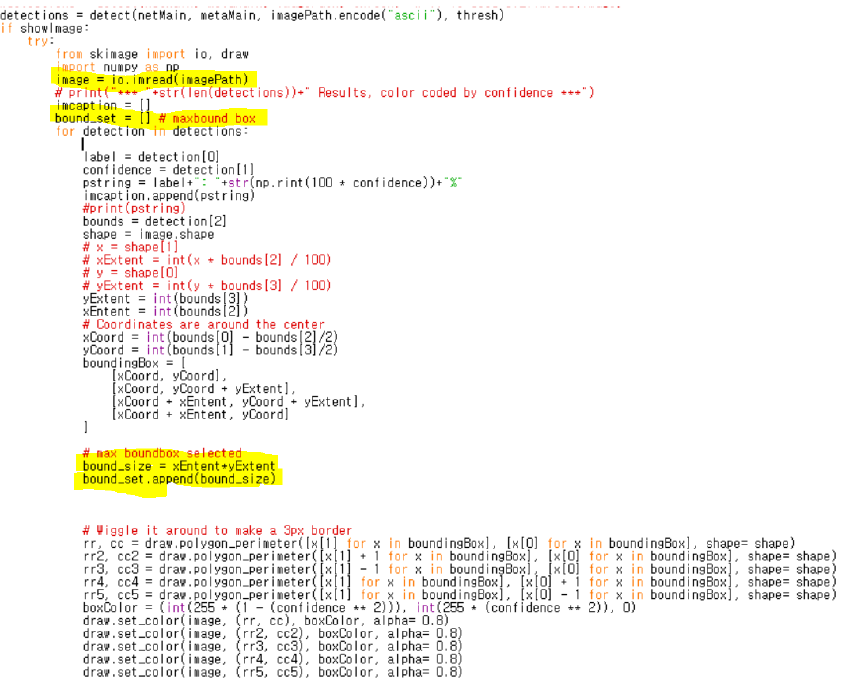 detections = detect(netMain, metaMain, imagePath.encode("ascii"), thresh)
if showImage:
    try:
        from skimage import io, draw
        import numpy as np
        image = io.imread(imagePath)
        # print("*** "+str(len(detections))+" Results, color coded by confidence ***")
        imcaption = []
        bound_set = [] # maxbound box
        for detection in detections:
            label = detection[0]
            confidence = detection[1]
            pstring = label+": "+str(np.rint(100 * confidence))+"%"
            imcaption.append(pstring)
            #print(pstring)
            bounds = detection[2]
            shape = image.shape
            # x = shape[1]
            # xExtent = int(x * bounds[2] / 100)
            # y = shape[0]
            # yExtent = int(y * bounds[3] / 100)
            yExtent = int(bounds[3])
            xEntent = int(bounds[2])
            # Coordinates are around the center
            xCoord = int(bounds[0] - bounds[2]/2)
            yCoord = int(bounds[1] - bounds[3]/2)
            boundingBox = [
                [xCoord, yCoord],
                [xCoord, yCoord + yExtent],
                [xCoord + xEntent, yCoord + yExtent],
                [xCoord + xEntent, yCoord]
            ]
            # max boundbox selected
            bound_size = xEntent*yExtent
            bound_set.append(bound_size)
            # Wiggle it around to make a 3px border
            rr, cc = draw.polygon_perimeter([x[1] for x in boundingBox], [x[0] for x in boundingBox], shape= shape)
            rr2, cc2 = draw.polygon_perimeter([x[1] + 1 for x in boundingBox], [x[0] for x in boundingBox], shape= shape)
            rr3, cc3 = draw.polygon_perimeter([x[1] - 1 for x in boundingBox], [x[0] for x in boundingBox], shape= shape)
            rr4, cc4 = draw.polygon_perimeter([x[1] for x in boundingBox], [x[0] + 1 for x in boundingBox], shape= shape)
            rr5, cc5 = draw.polygon_perimeter([x[1] for x in boundingBox], [x[0] - 1 for x in boundingBox], shape= shape)
            boxColor = (int(255 * (1 - (confidence ** 2))), int(255 * (confidence ** 2)), 0)
            draw.set_color(image, (rr, cc), boxColor, alpha= 0.8)
            draw.set_color(image, (rr2, cc2), boxColor, alpha= 0.8)
            draw.set_color(image, (rr3, cc3), boxColor, alpha= 0.8)
            draw.set_color(image, (rr4, cc4), boxColor, alpha= 0.8)
            draw.set_color(image, (rr5, cc5), boxColor, alpha= 0.8)